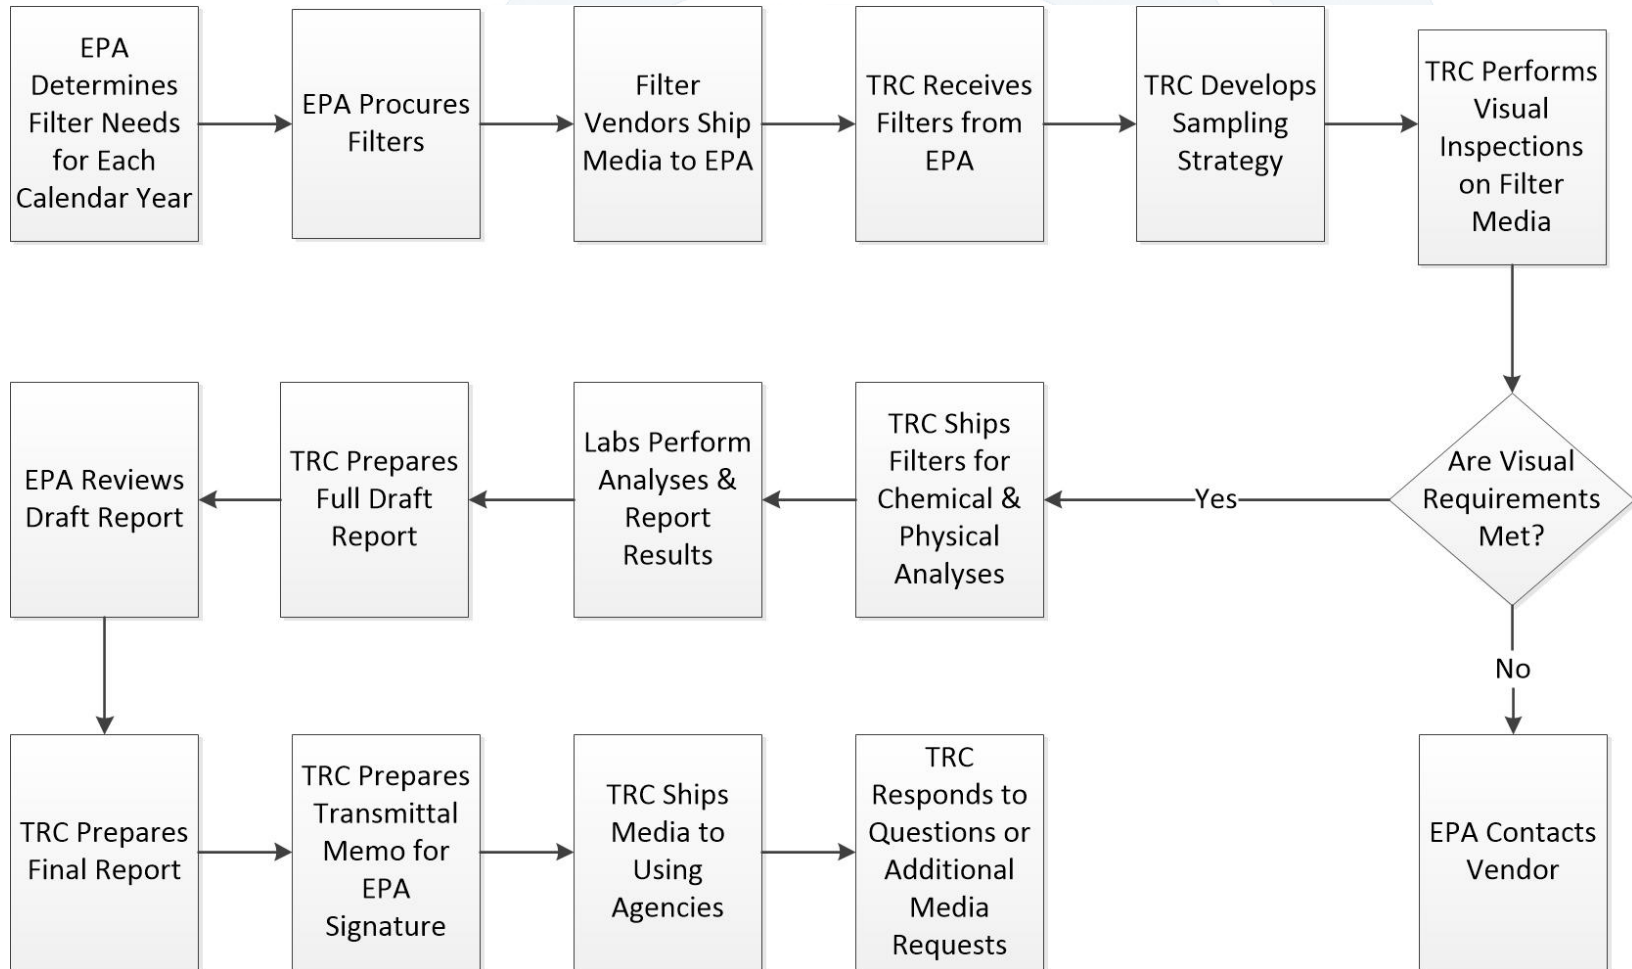 EPA
Determines
Filter Needs
for Each
Calendar Year
EPA Procures
Filters
Filter
Vendors Ship
Media to EPA
TRC Receives
Filters from
EPA
TRC Develops
Sampling
Strategy
TRC Performs
Visual
Inspections
on Filter
Media
Are Visual
Requirements
Met?
Yes
TRC Ships
Filters for
Chemical &
Physical
Analyses
Labs Perform
Analyses &
Report
Results
TRC Prepares
Full Draft
Report
EPA Reviews
Draft Report
No
EPA Contacts
Vendor
TRC Prepares
Final Report
TRC Prepares
Transmittal
Memo for
EPA
Signature
TRC Ships
Media to
Using
Agencies
TRC
Responds to
Questions or
Additional
Media
Requests